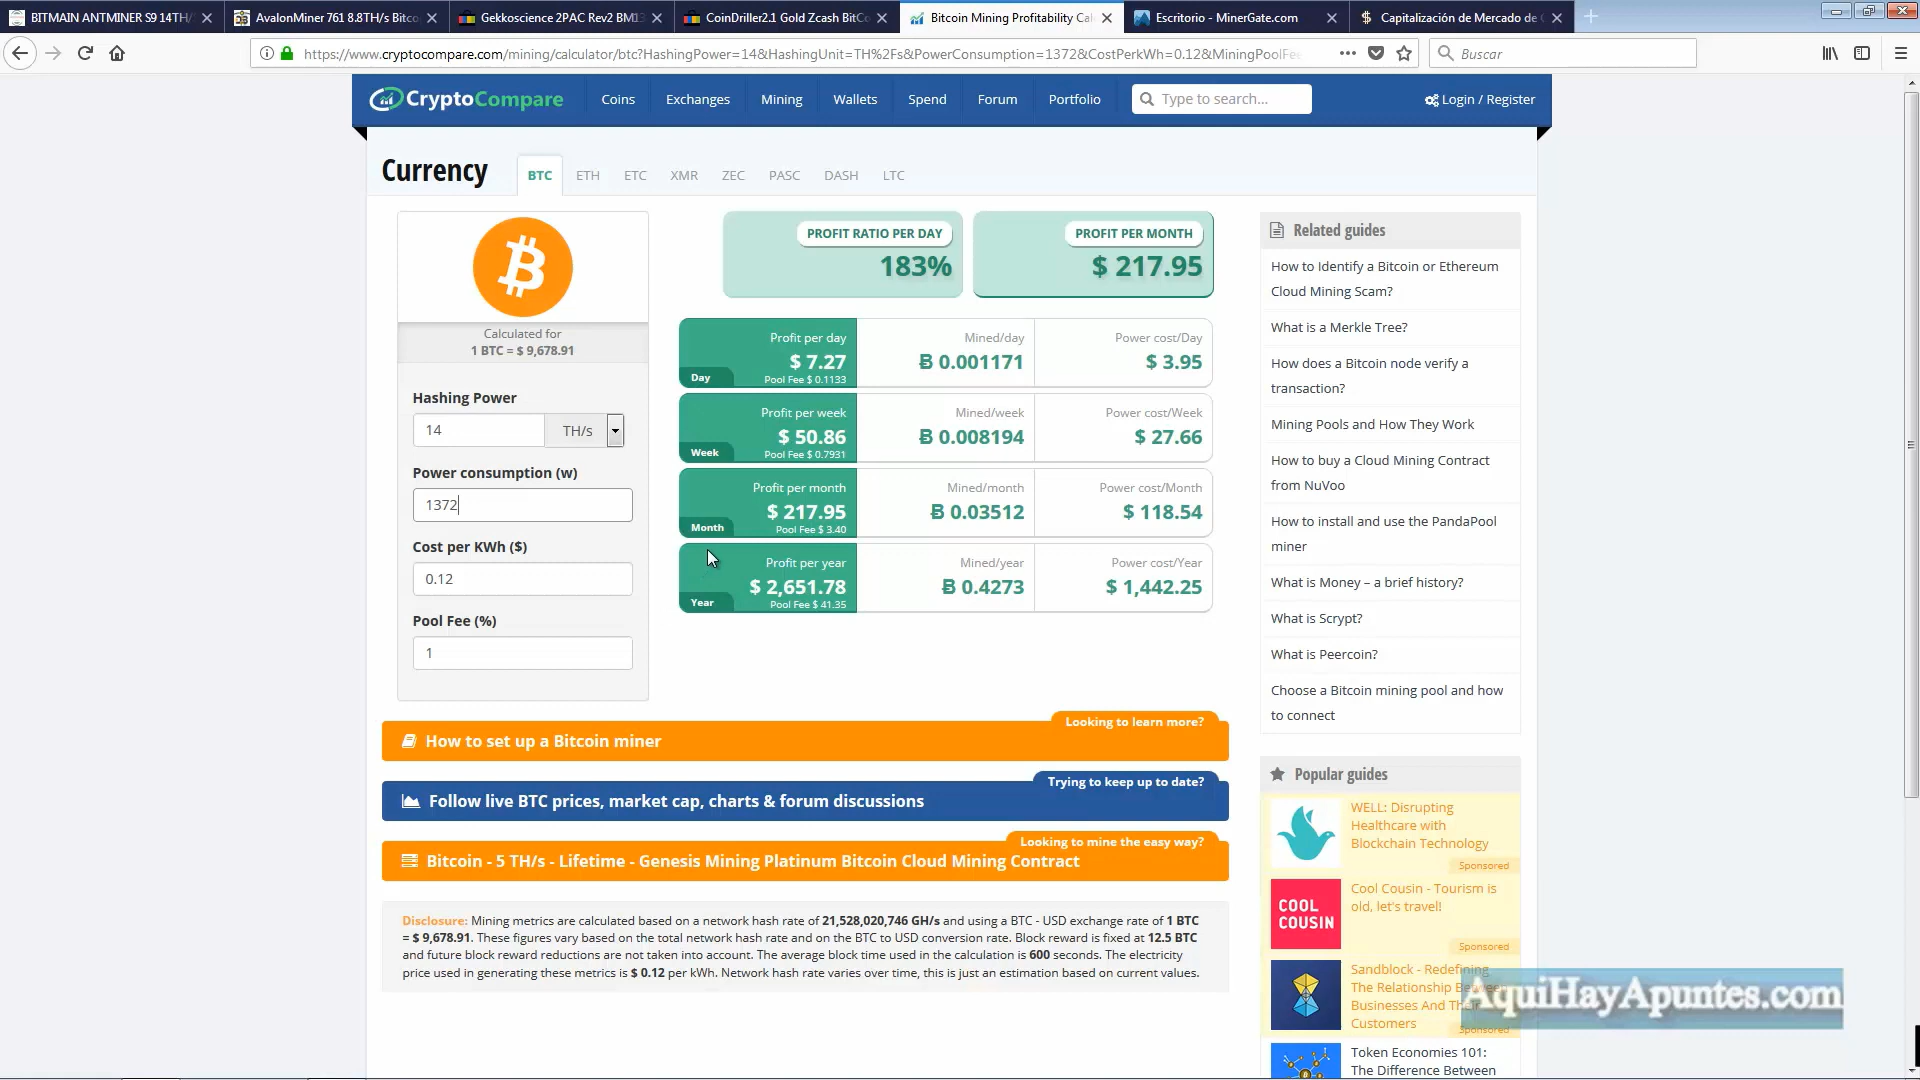 BITMAIN ANTMINER S9 14TH/
AvalonMiner 761 8.8TH/s Bitco
Gekkoscience 2PAC Rev2 BM13
CoinDriller2.1 Gold Zcash BitCo
Bitcoin Mining Profitability Cal
Escritorio - MinerGate.com
Capitalización de Mercado de
https://www.cryptocompare.com/mining/calculator/btc?HashingPower=14&HashingUnit=TH%2Fs&PowerConsumption=1372&CostPerkWh=0.12&MiningPoolFe
Buscar
CryptoCompare
Coins
Exchanges
Mining
Wallets
Spend
Forum
Portfolio
Type to search...
Login / Register
Currency
BTC
ETH
ETC
XMR
ZEC
PASC
DASH
LTC
Calculated for
1 BTC = $ 9,678.91
Hashing Power
14
TH/s
Power consumption (w)
1372
Cost per KWh ($)
0.12
Pool Fee (%)
1
PROFIT RATIO PER DAY
183%
PROFIT PER MONTH
$ 217.95
Profit per day
$ 7.27
Pool Fee $ 0.1133
Day
Mined/day
Ƀ 0.001171
Power cost/Day
$ 3.95
Profit per week
$ 50.86
Pool Fee $ 0.7931
Week
Mined/week
Ƀ 0.008194
Power cost/Week
$ 27.66
Profit per month
$ 217.95
Pool Fee $ 3.40
Month
Mined/month
Ƀ 0.03512
Power cost/Month
$ 118.54
Profit per year
$ 2,651.78
Pool Fee $ 41.35
Year
Mined/year
Ƀ 0.4273
Power cost/Year
$ 1,442.25
Looking to learn more?
How to set up a Bitcoin miner
Trying to keep up to date?
Follow live BTC prices, market cap, charts & forum discussions
Looking to mine the easy way?
Bitcoin - 5 TH/s - Lifetime - Genesis Mining Platinum Bitcoin Cloud Mining Contract
Disclosure: Mining metrics are calculated based on a network hash rate of 21,528,020,746 GH/s and using a BTC - USD exchange rate of 1 BTC
= $ 9,678.91. These figures vary based on the total network hash rate and on the BTC to USD conversion rate. Block reward is fixed at 12.5 BTC
and future block reward reductions are not taken into account. The average block time used in the calculation is 600 seconds. The electricity
price used in generating these metrics is $ 0.12 per kWh. Network hash rate varies over time, this is just an estimation based on current values.
Related guides
How to Identify a Bitcoin or Ethereum
Cloud Mining Scam?
What is a Merkle Tree?
How does a Bitcoin node verify a
transaction?
Mining Pools and How They Work
How to buy a Cloud Mining Contract
from NuVoo
How to install and use the PandaPool
miner
What is Money – a brief history?
What is Scrypt?
What is Peercoin?
Choose a Bitcoin mining pool and how
to connect
Popular guides
WELL: Disrupting
Healthcare with
Blockchain Technology
Sponsored
COOL
COUSIN
Cool Cousin - Tourism is
old, let's travel!
Sponsored
Sandblock - Redefining
The Relationship Between
Businesses And Their
Customers
Sponsored
AquiHayApuntes.com
Token Economies 101:
The Difference Between